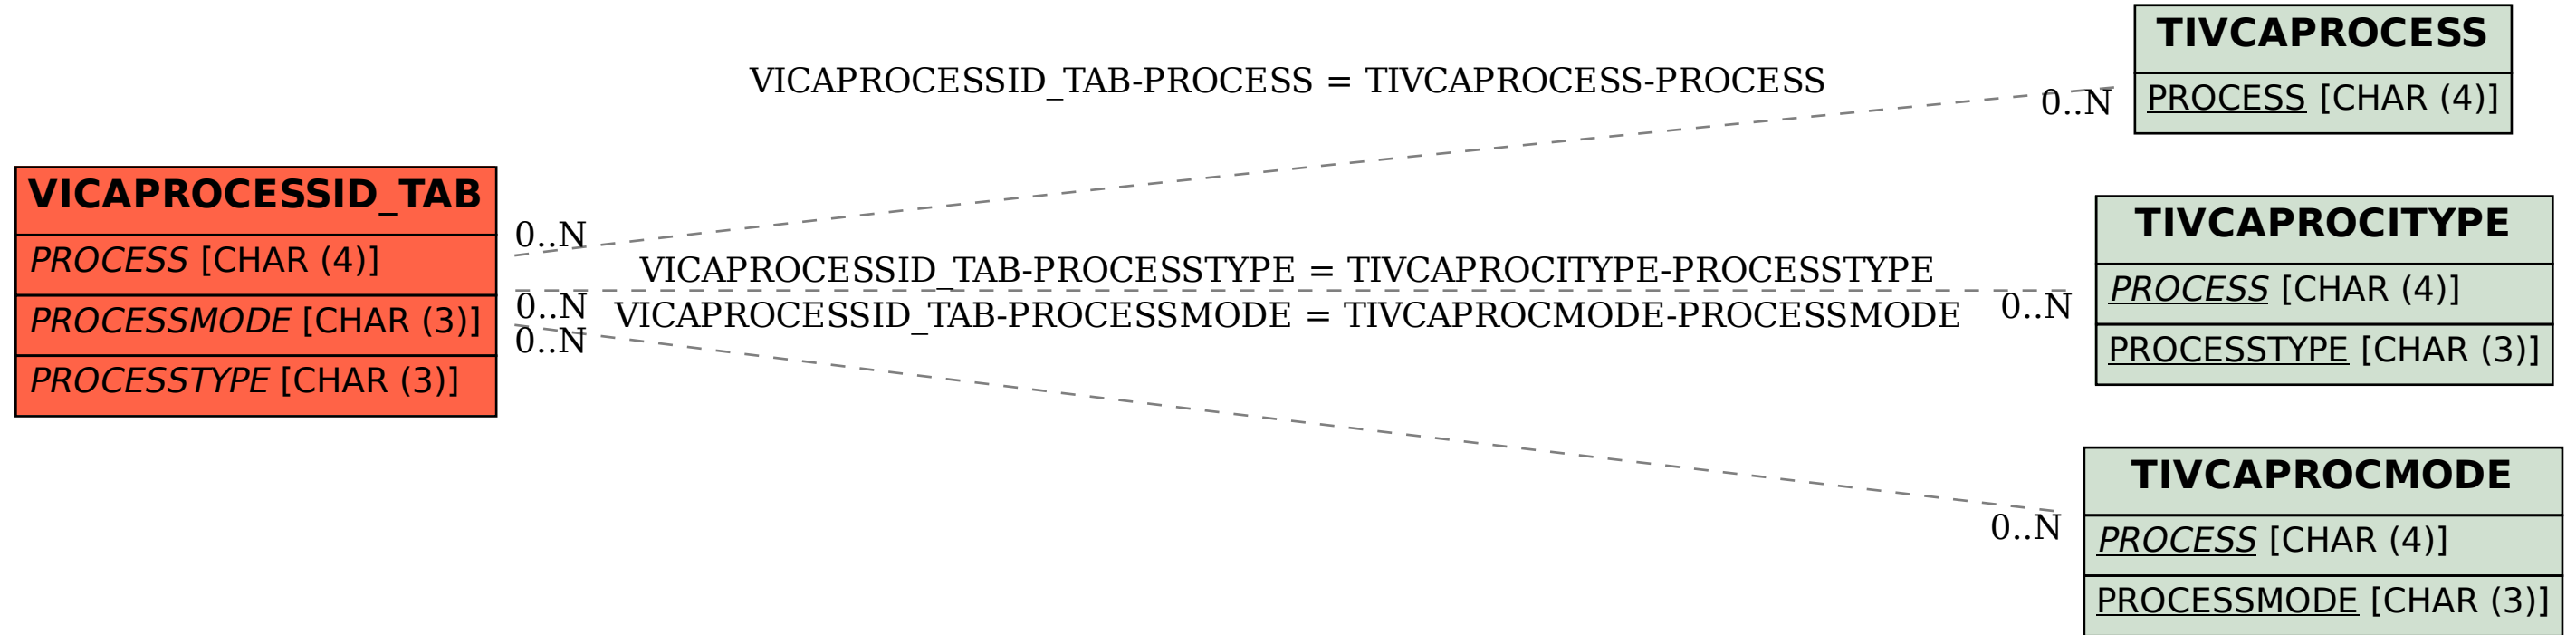 VICAPROCESSID_TAB
PROCESS [CHAR (4)]
PROCESSMODE [CHAR (3)]
PROCESSTYPE [CHAR (3)]
VICAPROCESSID_TAB-PROCESS = TIVCAPROCESS-PROCESS
0..N
0..N
VICAPROCESSID_TAB-PROCESSTYPE = TIVCAPROCITYPE-PROCESSTYPE
0..N
0..N
VICAPROCESSID_TAB-PROCESSMODE = TIVCAPROCMODE-PROCESSMODE
0..N
0..N
TIVCAPROCESS
PROCESS [CHAR (4)]
TIVCAPROCITYPE
PROCESS [CHAR (4)]
PROCESSTYPE [CHAR (3)]
TIVCAPROCMODE
PROCESS [CHAR (4)]
PROCESSMODE [CHAR (3)]